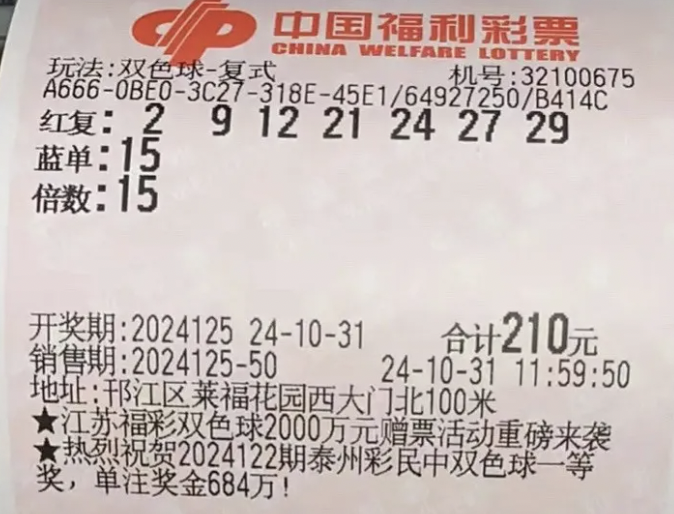 中国福利彩票
CHINA WELFARE LOTTERY
玩法:双色球-复式 机号:32100675
A666-0BE0-3C27-318E-45E1/64927250/B414C
红复: 2 9 12 21 24 27 29
蓝单:15
倍数:15
开奖期:2024125 24-10-31 合计210元
销售期:2024125-50 24-10-31 11:59:50
地址:邗江区莱福花园西大门北100米
★江苏福彩双色球2000万元赠票活动重磅来袭
★热烈祝贺2024122期泰州彩民中双色球一等
奖，单注奖金684万!